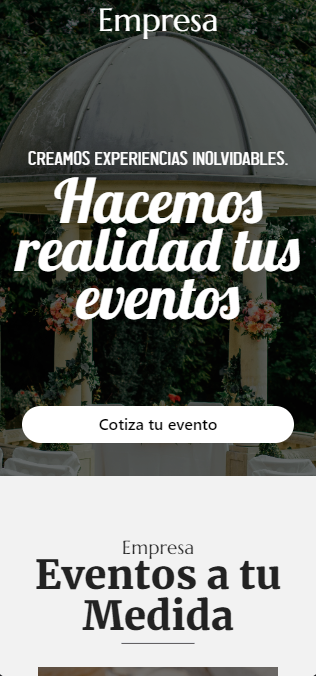 Empresa
CREAMOS EXPERIENCIAS INOLVIDABLES.
Hacemos
realidad tus
eventos
Cotiza tu evento
Empresa
Eventos a tu
Medida